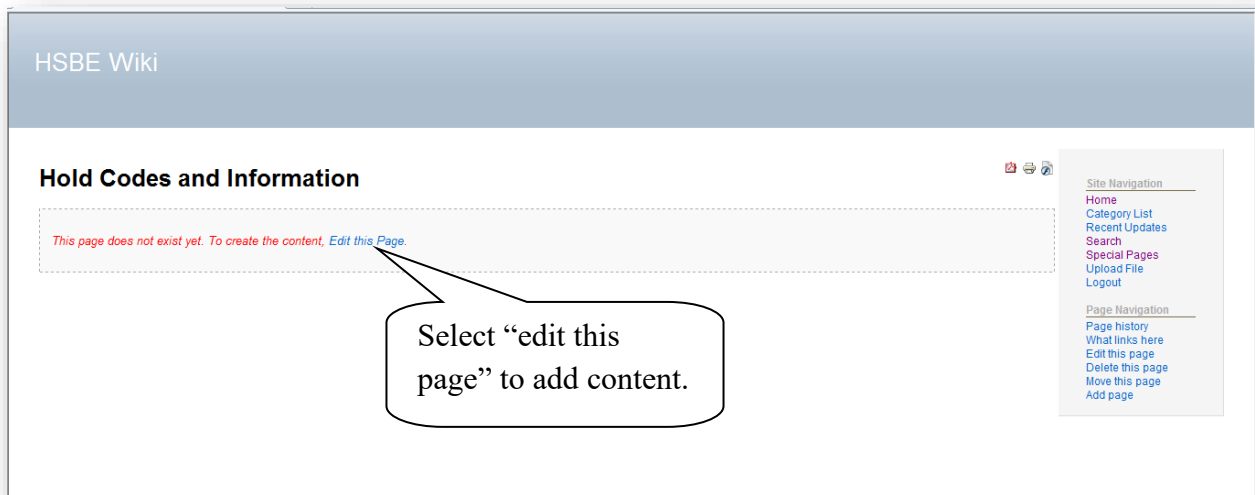 HSBE Wiki
Hold Codes and Information
This page does not exist yet. To create the content, Edit this Page.
Select “edit this
page” to add content.
Site Navigation
Home
Category List
Recent Updates
Search
Special Pages
Upload File
Logout
Page Navigation
Page history
What links here
Edit this page
Delete this page
Move this page
Add page